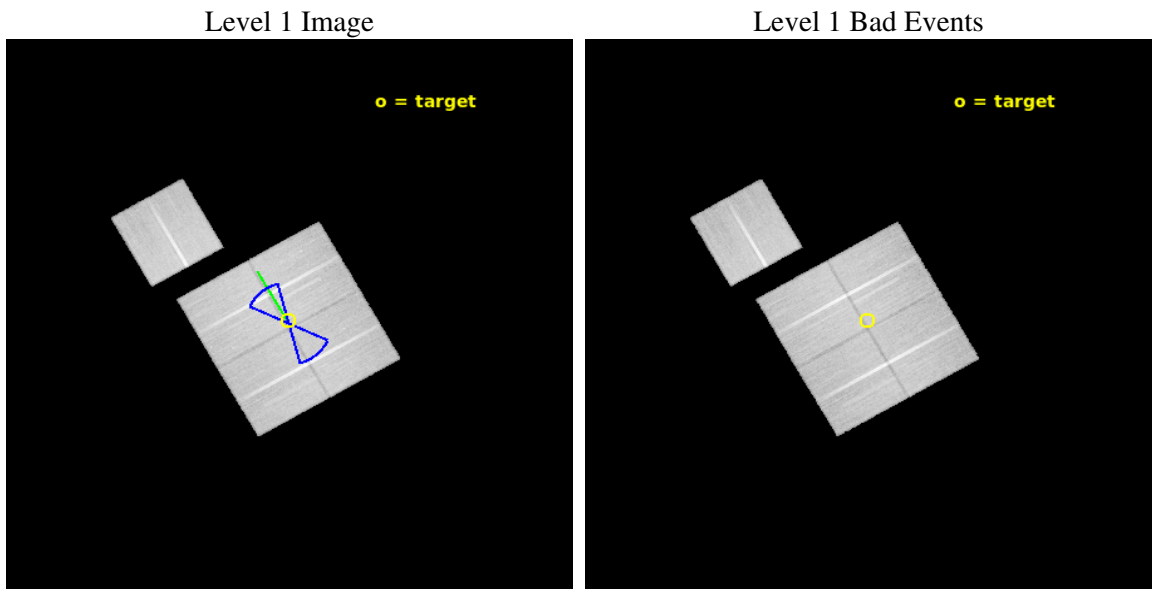 Level 1 Image
Level 1 Bad Events
o = target
o = target